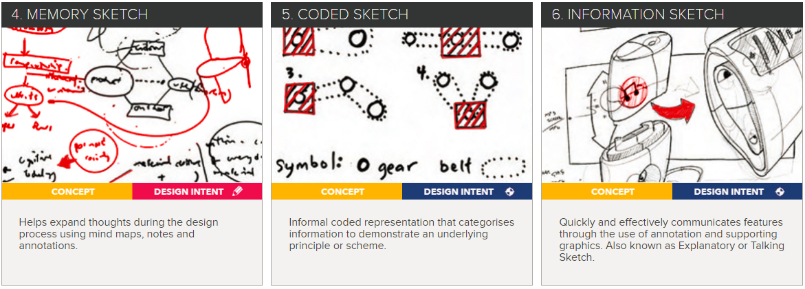 4. MEMORY SKETCH
product
CONCEPT
DESIGN INTENT
Helps expand thoughts during the design
process using mind maps, notes and
annotations.
5. CODED SKETCH
3.
4.
symbol: gear belt
CONCEPT
DESIGN INTENT
Informal coded representation that categorises
information to demonstrate an underlying
principle or scheme.
6. INFORMATION SKETCH
CONCEPT
DESIGN INTENT
Quickly and effectively communicates features
through the use of annotation and supporting
graphics. Also known as Explanatory or Talking
Sketch.